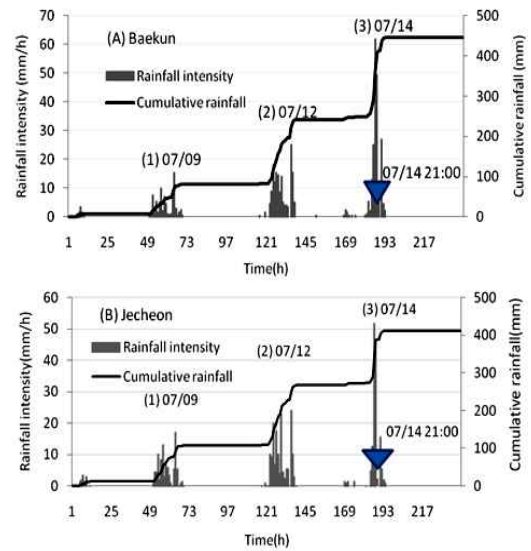 (A) Baekun
Rainfall intensity
Cumulative rainfall
(1) 07/09
(2) 07/12
(3) 07/14
07/14 21:00
Rainfall intensity (mm/h)
70
60
50
40
30
20
10
0
Cumulative rainfall (mm)
500
400
300
200
100
0
1 25 49 73 97 121 145 169 193 217
Time(h)
(B) Jecheon
Rainfall intensity
Cumulative rainfall
(1) 07/09
(2) 07/12
(3) 07/14
07/14 21:00
Rainfall intensity(mm/h)
60
50
40
30
20
10
0
Cumulative rainfall(mm)
500
400
300
200
100
0
1 25 49 73 97 121 145 169 193 217
Time(h)